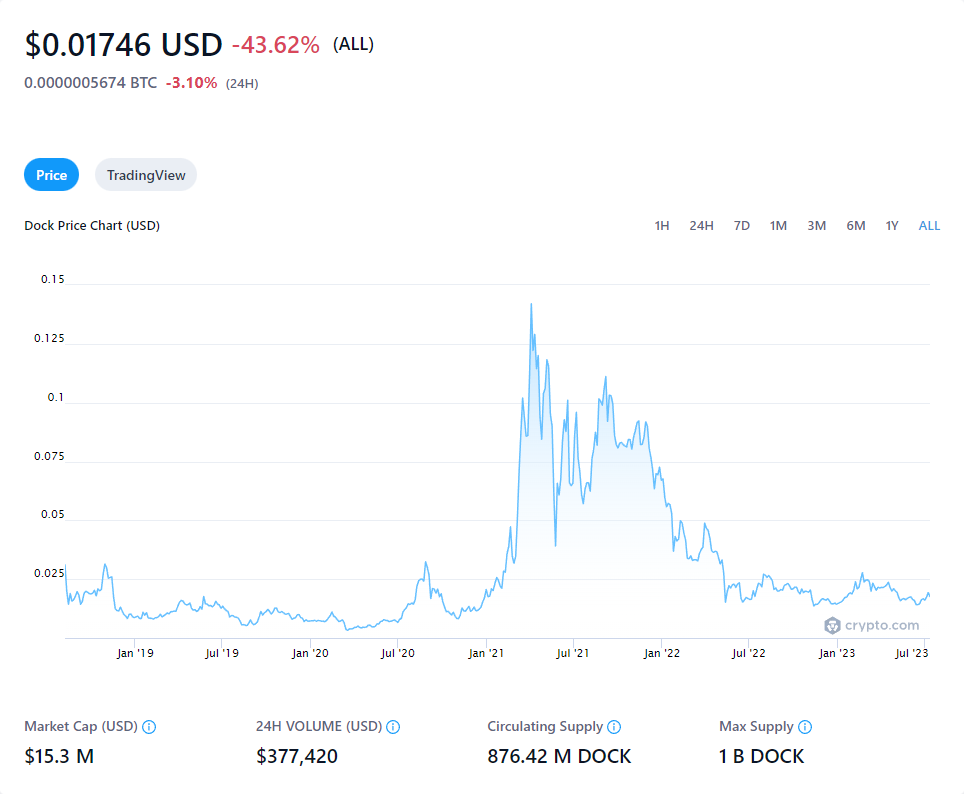 $0.01746 USD -43.62% (ALL)
0.0000005674 BTC -3.10% (24H)
Price TradingView
Dock Price Chart (USD) 1H 24H 7D 1M 3M 6M 1Y ALL
0.15
0.125
0.1
0.075
0.05
0.025
crypto.com
Jan '19 Jul '19 Jan '20 Jul '20 Jan '21 Jul '21 Jan '22 Jul '22 Jan '23 Jul '23
Market Cap (USD) 24H VOLUME (USD) Circulating Supply Max Supply
$15.3 M $377,420 876.42 M DOCK 1 B DOCK